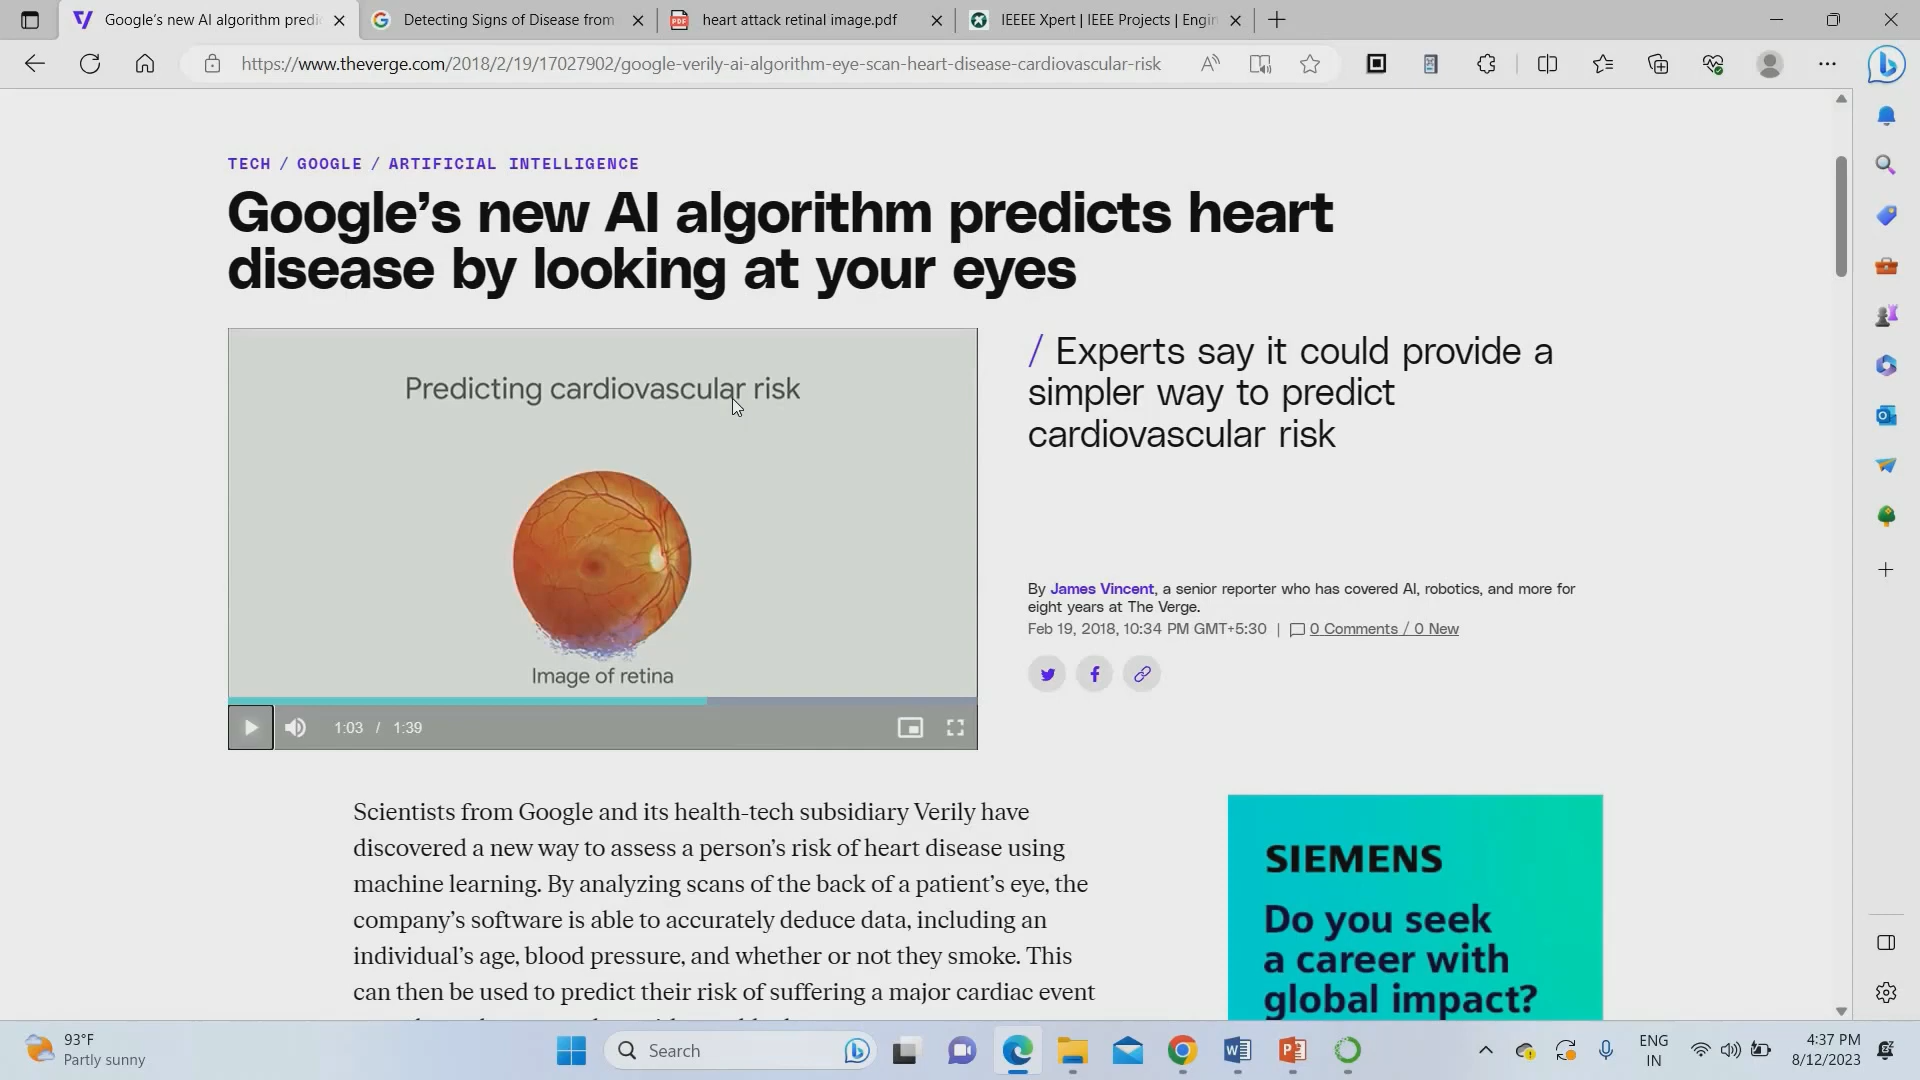 Google's new AI algorithm predi
Detecting Signs of Disease from
heart attack retinal image.pdf
IEEEE Xpert | IEEE Projects | Engin
https://www.theverge.com/2018/2/19/17027902/google-verily-ai-algorithm-eye-scan-heart-disease-cardiovascular-risk
TECH / GOOGLE / ARTIFICIAL INTELLIGENCE
Google’s new AI algorithm predicts heart
disease by looking at your eyes
Predicting cardiovascular risk
Image of retina
1:03 / 1:39
/ Experts say it could provide a
simpler way to predict
cardiovascular risk
By James Vincent, a senior reporter who has covered AI, robotics, and more for
eight years at The Verge.
Feb 19, 2018, 10:34 PM GMT+5:30 | 0 Comments / 0 New
Scientists from Google and its health-tech subsidiary Verily have
discovered a new way to assess a person’s risk of heart disease using
machine learning. By analyzing scans of the back of a patient’s eye, the
company’s software is able to accurately deduce data, including an
individual’s age, blood pressure, and whether or not they smoke. This
can then be used to predict their risk of suffering a major cardiac event
SIEMENS
Do you seek
a career with
global impact?
93°F
Partly sunny
Search
ENG
IN
4:37 PM
8/12/2023